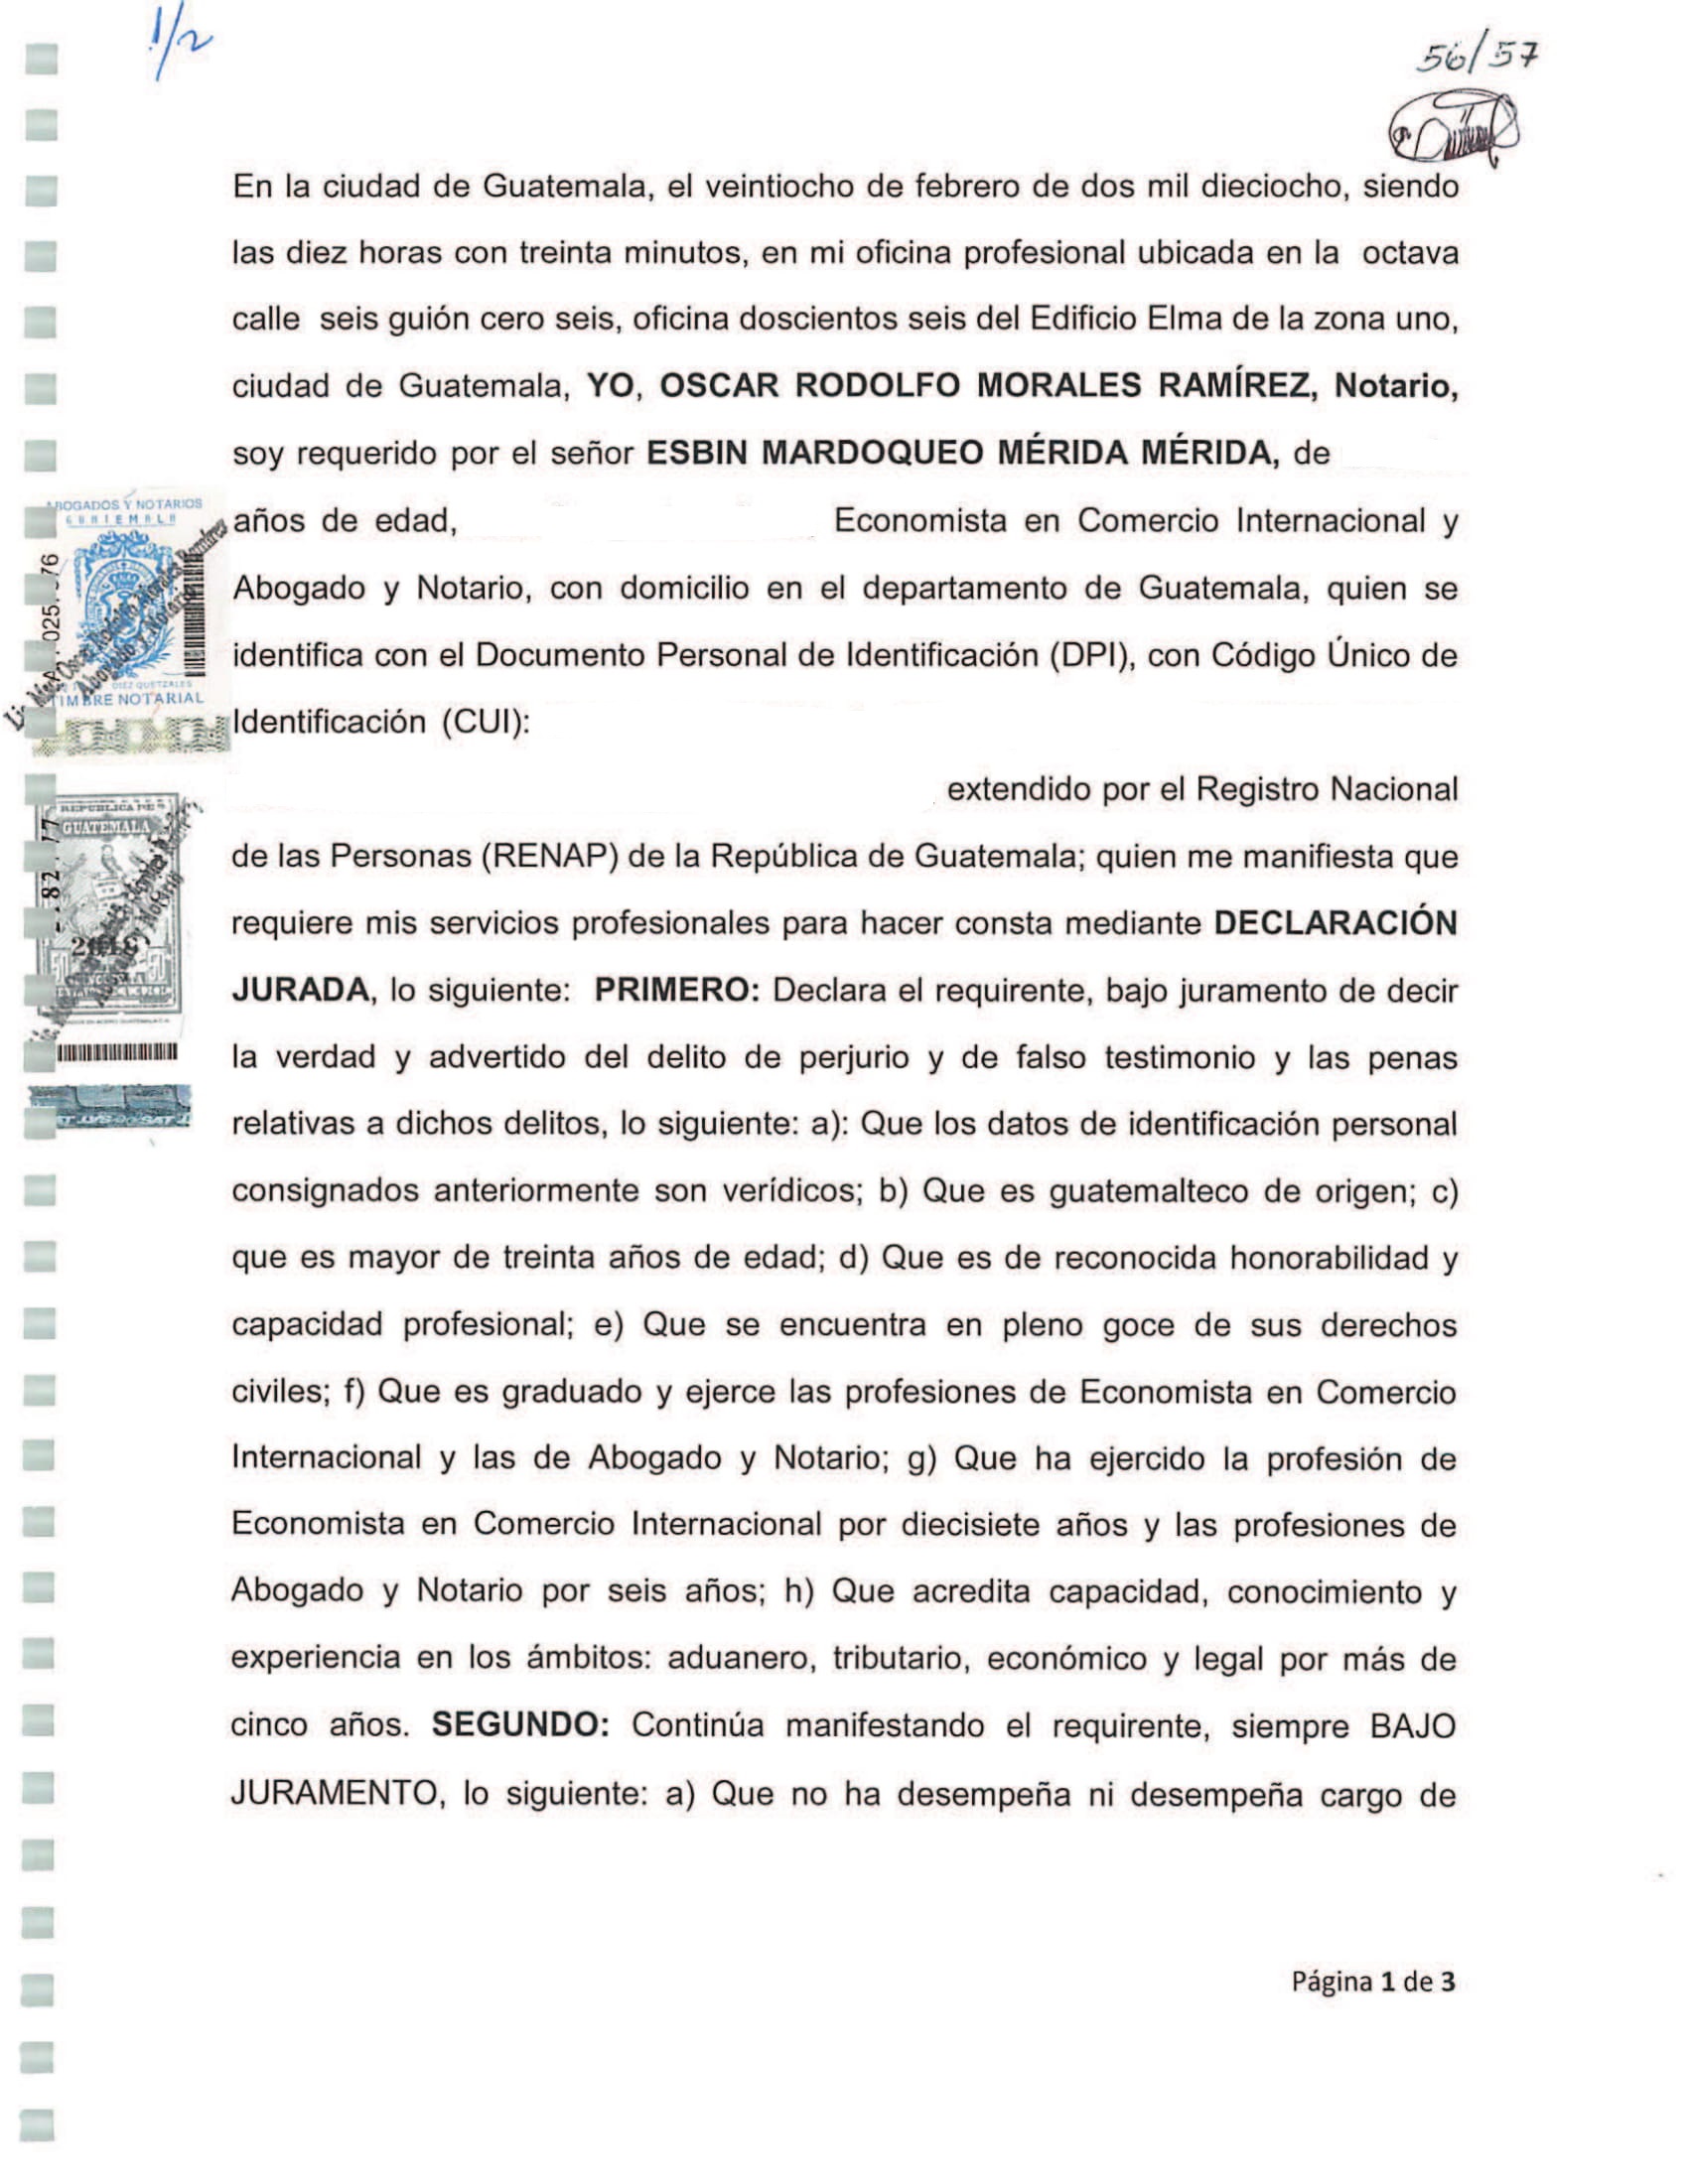 1/2
56/57
En la ciudad de Guatemala, el veintiocho de febrero de dos mil dieciocho, siendo
las diez horas con treinta minutos, en mi oficina profesional ubicada en la octava
calle seis guión cero seis, oficina doscientos seis del Edificio Elma de la zona uno,
ciudad de Guatemala, YO, OSCAR RODOLFO MORALES RAMÍREZ, Notario,
soy requerido por el señor ESBIN MARDOQUEO MÉRIDA MÉRIDA, de
años de edad, Economista en Comercio Internacional y
Abogado y Notario, con domicilio en el departamento de Guatemala, quien se
identifica con el Documento Personal de Identificación (DPI), con Código Único de
Identificación (CUI):
extendido por el Registro Nacional
de las Personas (RENAP) de la República de Guatemala; quien me manifiesta que
requiere mis servicios profesionales para hacer consta mediante DECLARACIÓN
JURADA, lo siguiente: PRIMERO: Declara el requirente, bajo juramento de decir
la verdad y advertido del delito de perjurio y de falso testimonio y las penas
relativas a dichos delitos, lo siguiente: a): Que los datos de identificación personal
consignados anteriormente son verídicos; b) Que es guatemalteco de origen; c)
que es mayor de treinta años de edad; d) Que es de reconocida honorabilidad y
capacidad profesional; e) Que se encuentra en pleno goce de sus derechos
civiles; f) Que es graduado y ejerce las profesiones de Economista en Comercio
Internacional y las de Abogado y Notario; g) Que ha ejercido la profesión de
Economista en Comercio Internacional por diecisiete años y las profesiones de
Abogado y Notario por seis años; h) Que acredita capacidad, conocimiento y
experiencia en los ámbitos: aduanero, tributario, económico y legal por más de
cinco años. SEGUNDO: Continúa manifestando el requirente, siempre BAJO
JURAMENTO, lo siguiente: a) Que no ha desempeña ni desempeña cargo de
ABOGADOS Y NOTARIOS
GUATEMALA
DIEZ QUETZALES
TIMBRE NOTARIAL
Abogado Y Notario
REPUBLICA DE
GUATEMALA
Página 1 de 3